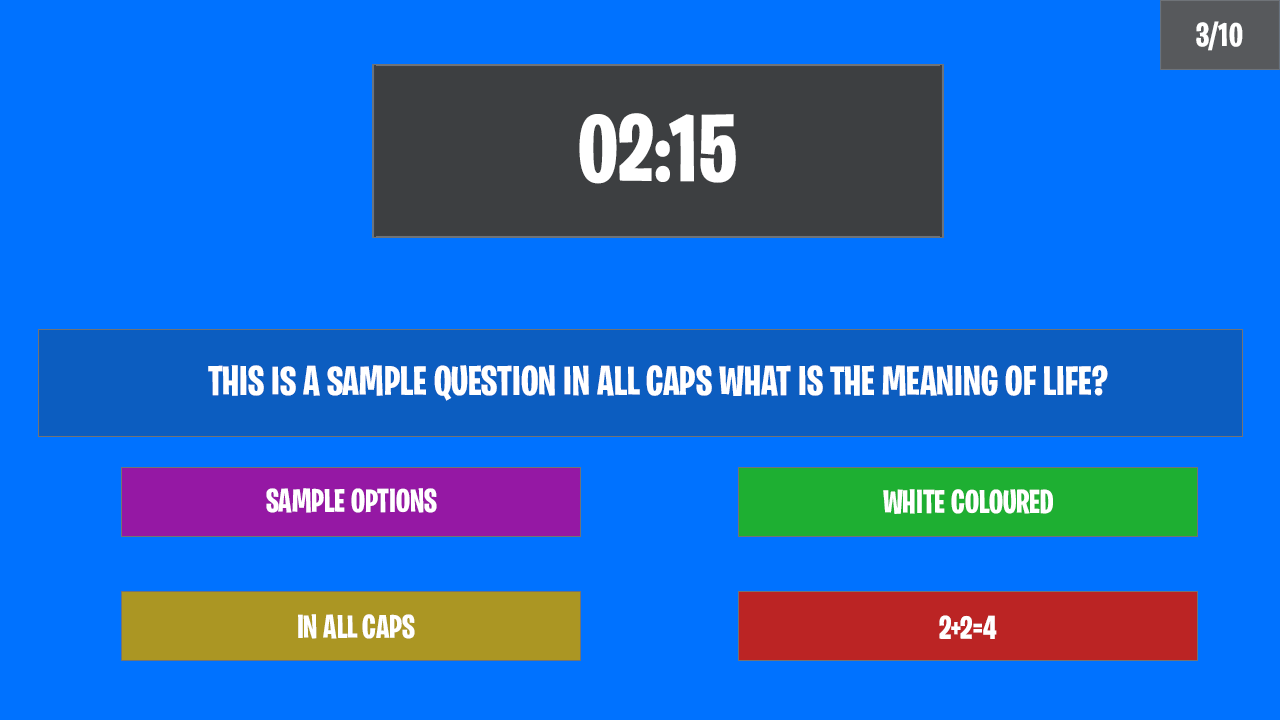 3/10
02:15
THIS IS A SAMPLE QUESTION IN ALL CAPS WHAT IS THE MEANING OF LIFE?
SAMPLE OPTIONS
WHITE COLOURED
IN ALL CAPS
2+2=4